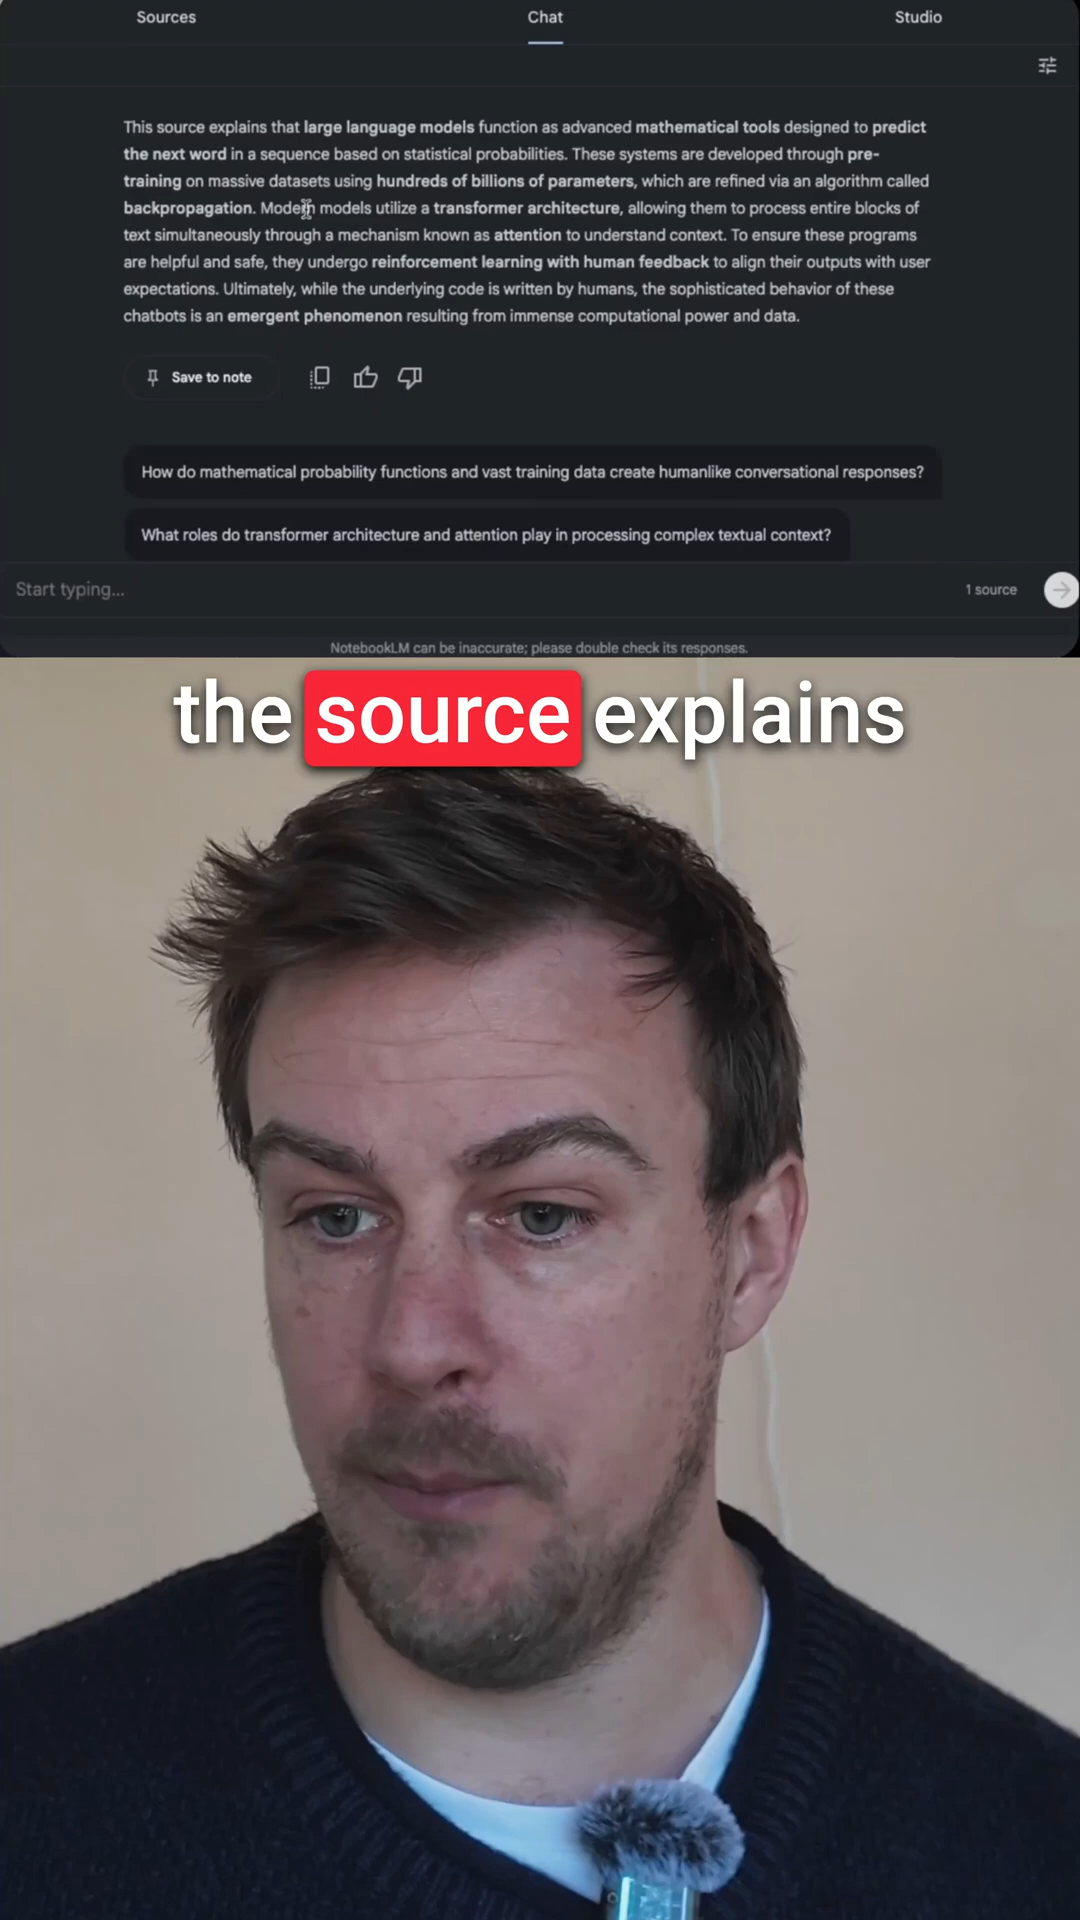 Sources Chat Studio
This source explains that large language models function as advanced mathematical tools designed to predict
the next word in a sequence based on statistical probabilities. These systems are developed through pre-
training on massive datasets using hundreds of billions of parameters, which are refined via an algorithm called
backpropagation. Modern models utilize a transformer architecture, allowing them to process entire blocks of
text simultaneously through a mechanism known as attention to understand context. To ensure these programs
are helpful and safe, they undergo reinforcement learning with human feedback to align their outputs with user
expectations. Ultimately, while the underlying code is written by humans, the sophisticated behavior of these
chatbots is an emergent phenomenon resulting from immense computational power and data.
Save to note
How do mathematical probability functions and vast training data create humanlike conversational responses?
What roles do transformer architecture and attention play in processing complex textual context?
Start typing... 1 source
NotebookLM can be inaccurate; please double check its responses.
the source explains